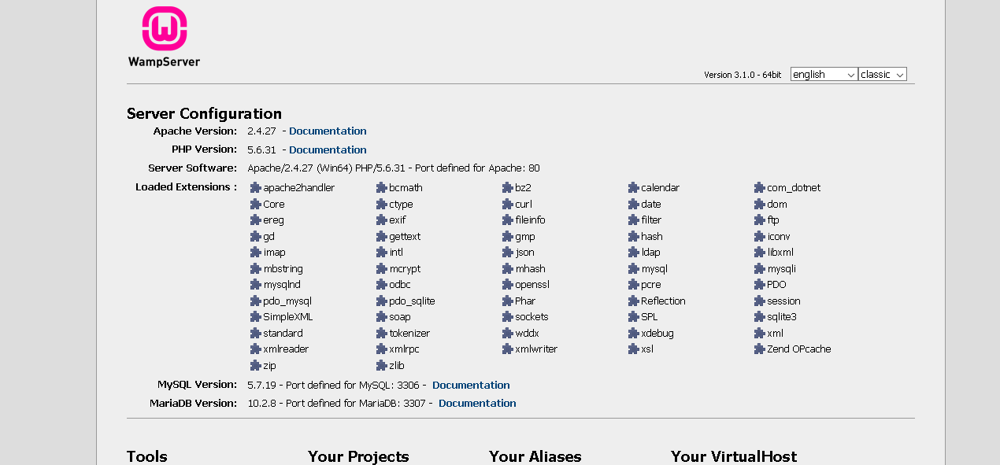 WampServer
Version 3.1.0 - 64bit english classic
Server Configuration
Apache Version: 2.4.27 - Documentation
PHP Version: 5.6.31 - Documentation
Server Software: Apache/2.4.27 (Win64) PHP/5.6.31 - Port defined for Apache: 80
Loaded Extensions : apache2handler bcmath bz2 calendar com_dotnet
Core ctype curl date dom
ereg exif fileinfo filter ftp
gd gettext gmp hash iconv
imap intl json ldap libxml
mbstring mcrypt mhash mysql mysqli
mysqlnd odbc openssl pcre PDO
pdo_mysql pdo_sqlite Phar Reflection session
SimpleXML soap sockets SPL sqlite3
standard tokenizer wddx xdebug xml
xmlreader xmlrpc xmlwriter xsl Zend OPcache
zip zlib
MySQL Version: 5.7.19 - Port defined for MySQL: 3306 - Documentation
MariaDB Version: 10.2.8 - Port defined for MariaDB: 3307 - Documentation
Tools Your Projects Your Aliases Your VirtualHost